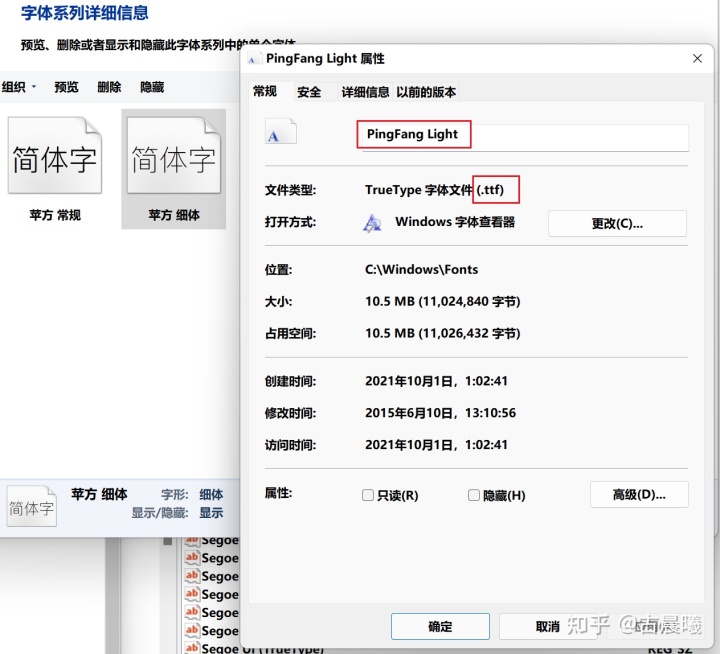 字体系列详细信息
预览、删除或者显示和隐藏此字体系列中的单个字体
组织 预览 删除 隐藏
简体字 简体字
苹方 常规 苹方 细体
PingFang Light 属性
常规 安全 详细信息 以前的版本
PingFang Light
文件类型: TrueType 字体文件 (.ttf)
打开方式: Windows 字体查看器 更改(C)...
位置: C:\Windows\Fonts
大小: 10.5 MB (11,024,840 字节)
占用空间: 10.5 MB (11,026,432 字节)
创建时间: 2021年10月1日,1:02:41
修改时间: 2015年6月10日,13:10:56
访问时间: 2021年10月1日,1:02:41
属性: 只读(R) 隐藏(H) 高级(D)...
简体字
苹方 细体 字形: 细体
显示/隐藏: 显示
ab Segoe
ab Segoe
ab Segoe
ab Segoe
ab Segoe
ab Segoe
ab Segoe UI (TrueType) REG_SZ
确定 取消
知乎 @古晨曦